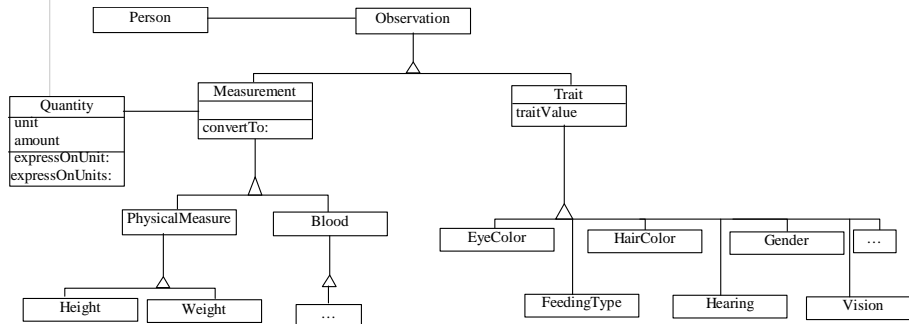 Person
Observation
Measurement
convertTo:
Quantity
unit
amount
expressOnUnit:
expressOnUnits:
Trait
traitValue
PhysicalMeasure
Blood
EyeColor
HairColor
Gender
...
Height
Weight
...
FeedingType
Hearing
Vision